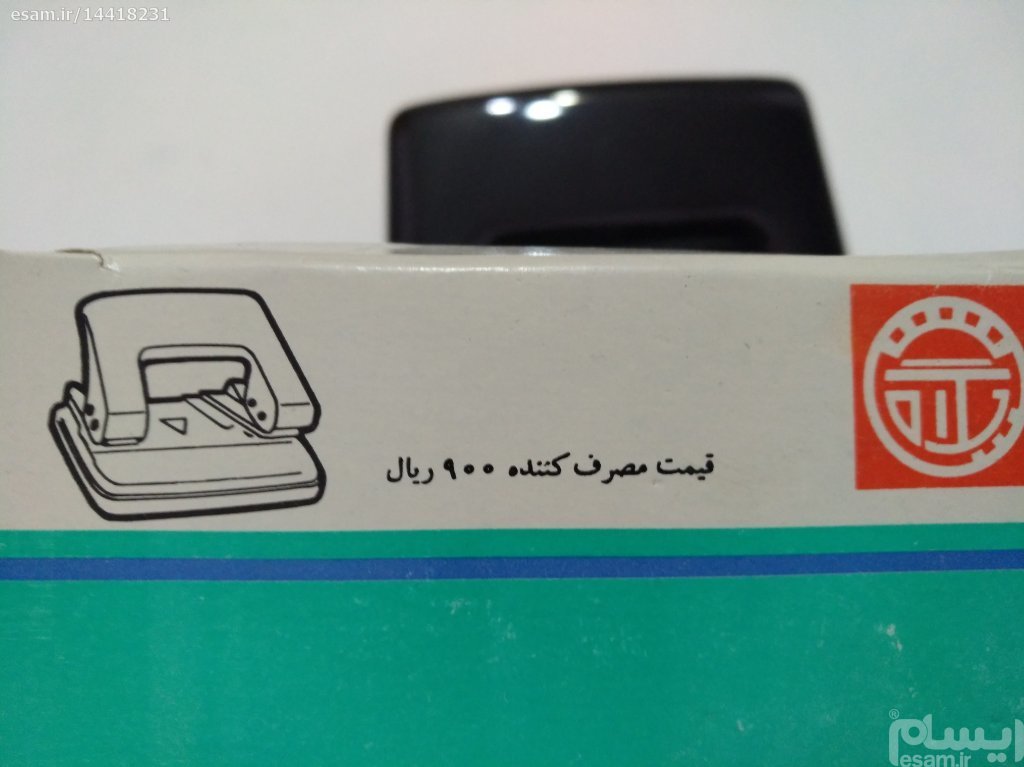 esam.ir/14418231
قیمت مصرف کننده ۹۰۰ ریال
ایسام®
esam.ir